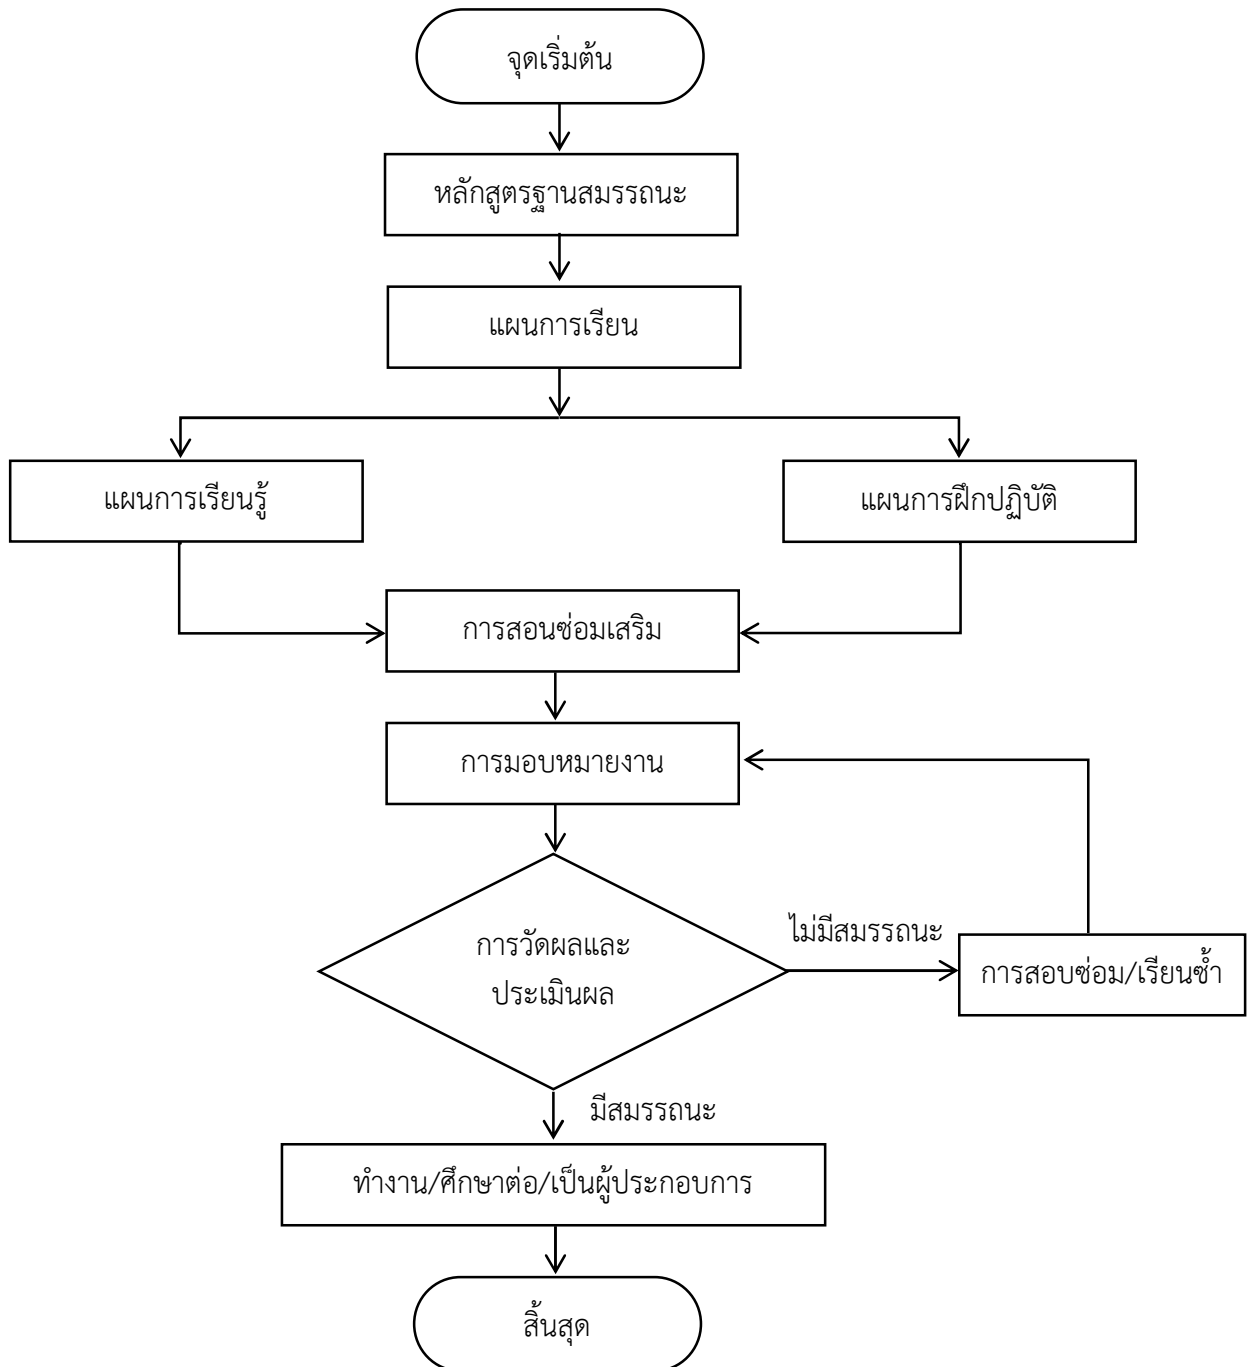 จุดเริ่มต้น
หลักสูตรฐานสมรรถนะ
แผนการเรียน
แผนการเรียนรู้
แผนการฝึกปฏิบัติ
การสอนซ่อมเสริม
การมอบหมายงาน
การวัดผลและ
ประเมินผล
ไม่มีสมรรถนะ
การสอบซ่อม/เรียนซ้ำ
มีสมรรถนะ
ทำงาน/ศึกษาต่อ/เป็นผู้ประกอบการ
สิ้นสุด